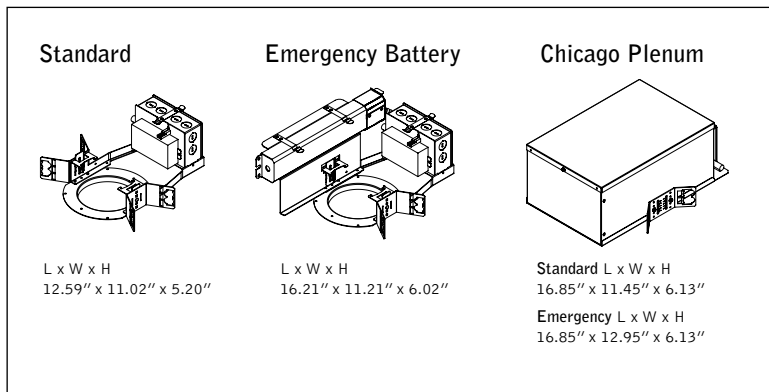 Standard
L x W x H
12.59″ x 11.02″ x 5.20″
Emergency Battery
L x W x H
16.21″ x 11.21″ x 6.02″
Chicago Plenum
Standard L x W x H
16.85″ x 11.45″ x 6.13″
Emergency L x W x H
16.85″ x 12.95″ x 6.13″